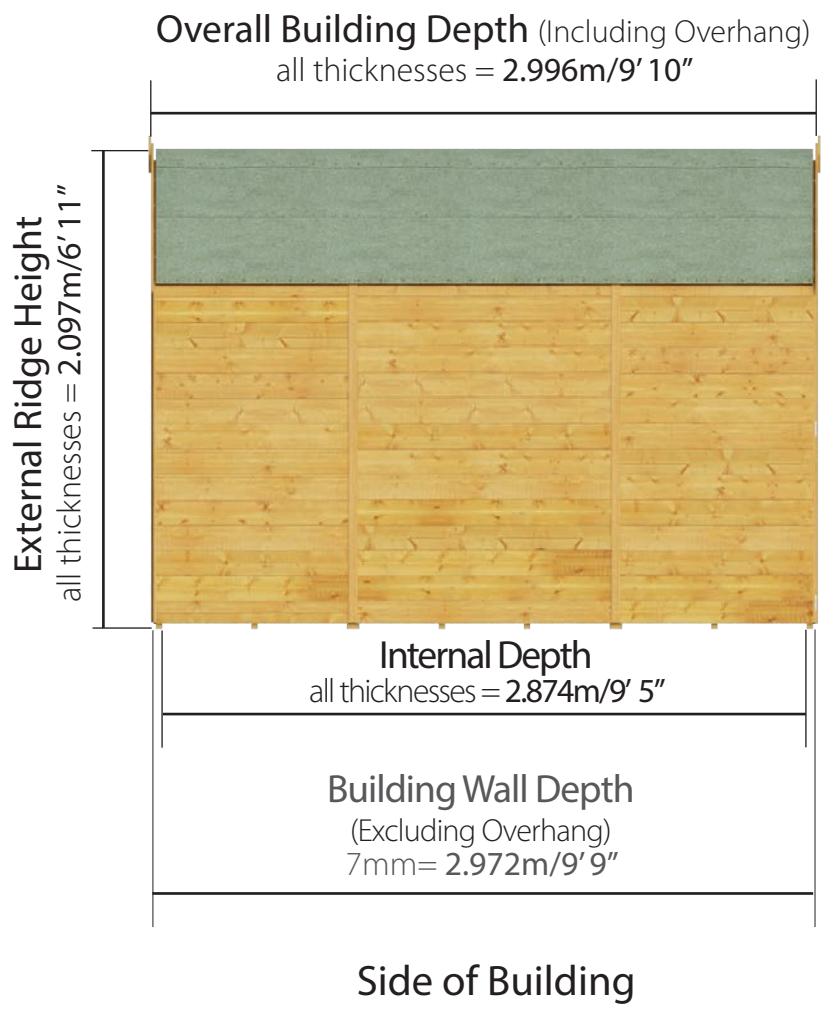 Overall Building Depth (Including Overhang)
all thicknesses = 2.996m/9’ 10”
External Ridge Height
all thicknesses = 2.097m/6’ 11”
Internal Depth
all thicknesses = 2.874m/9’ 5”
Building Wall Depth
(Excluding Overhang)
7mm= 2.972m/9’ 9”
Side of Building